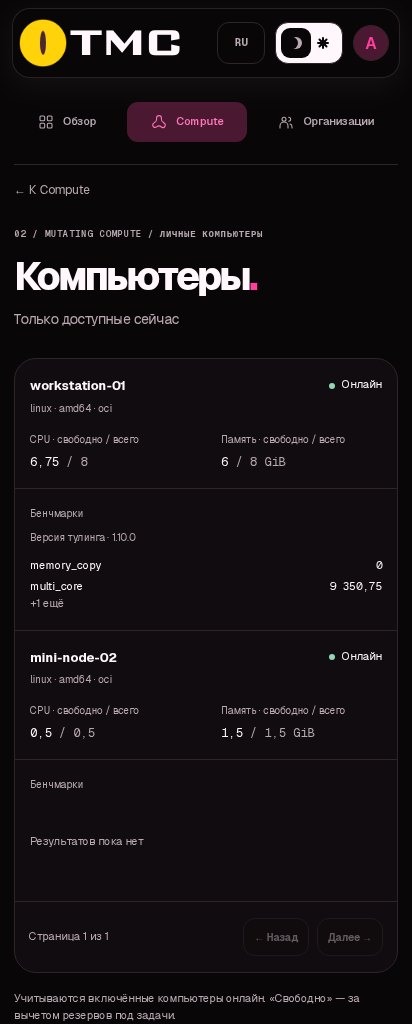 TMC
RU
A
Обзор
Compute
Организации
← К Compute
02 / MUTATING COMPUTE / ЛИЧНЫЕ КОМПЬЮТЕРЫ
Компьютеры.
Только доступные сейчас
workstation-01
Онлайн
linux · amd64 · oci
CPU · свободно / всего
Память · свободно / всего
6,75 / 8
6 / 8 GiB
Бенчмарки
Версия тулинга · 1.10.0
memory_copy 0
multi_core 9 350,75
+1 ещё
mini-node-02
Онлайн
linux · amd64 · oci
CPU · свободно / всего
Память · свободно / всего
0,5 / 0,5
1,5 / 1,5 GiB
Бенчмарки
Результатов пока нет
Страница 1 из 1
← Назад
Далее →
Учитываются включённые компьютеры онлайн. «Свободно» — за
вычетом резервов под задачи.